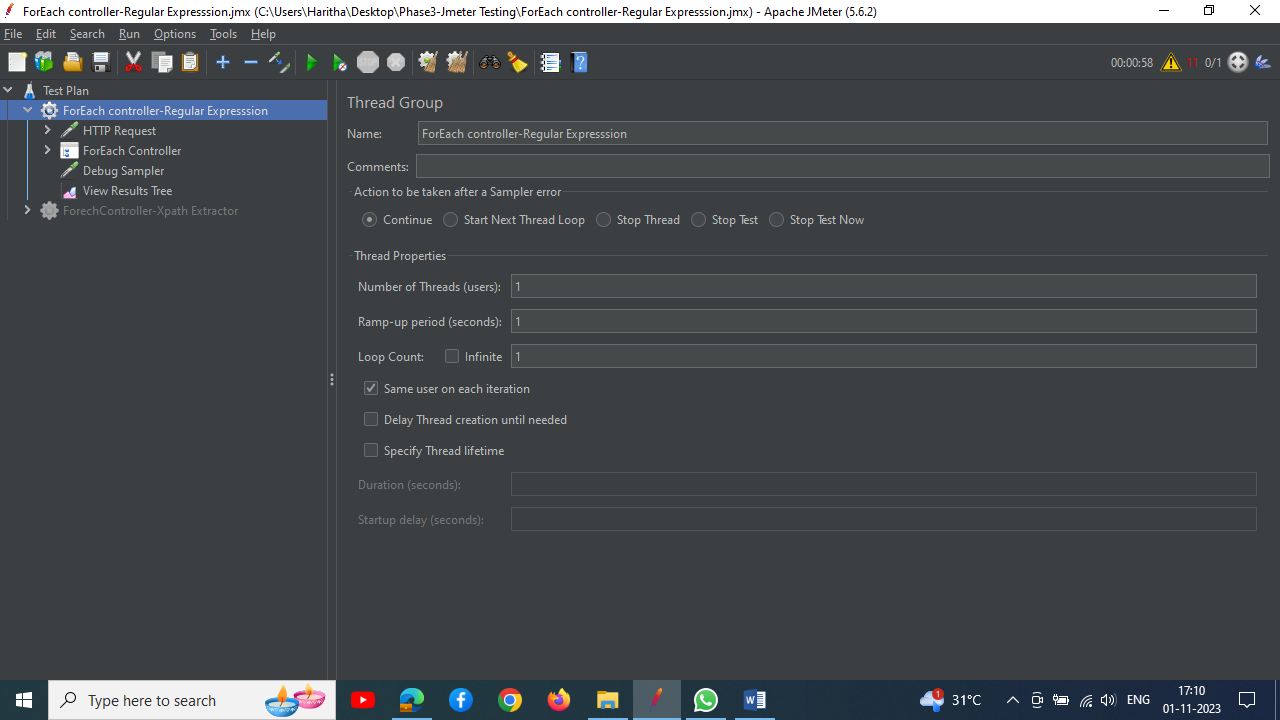 ForEach controller-Regular Expresssion.jmx (C:\Users\Haritha\Desktop\Phase3-Jmeter Testing\ForEach controller-Regular Expresssion.jmx) - Apache JMeter (5.6.2)
File Edit Search Run Options Tools Help
STOP
00:00:58 11 0/1
Test Plan
ForEach controller-Regular Expresssion
HTTP Request
ForEach Controller
Debug Sampler
View Results Tree
ForechController-Xpath Extractor
Thread Group
Name: ForEach controller-Regular Expresssion
Comments:
Action to be taken after a Sampler error
Continue Start Next Thread Loop Stop Thread Stop Test Stop Test Now
Thread Properties
Number of Threads (users): 1
Ramp-up period (seconds): 1
Loop Count: Infinite 1
Same user on each iteration
Delay Thread creation until needed
Specify Thread lifetime
Duration (seconds):
Startup delay (seconds):
Type here to search
1 31°C ENG 17:10
01-11-2023